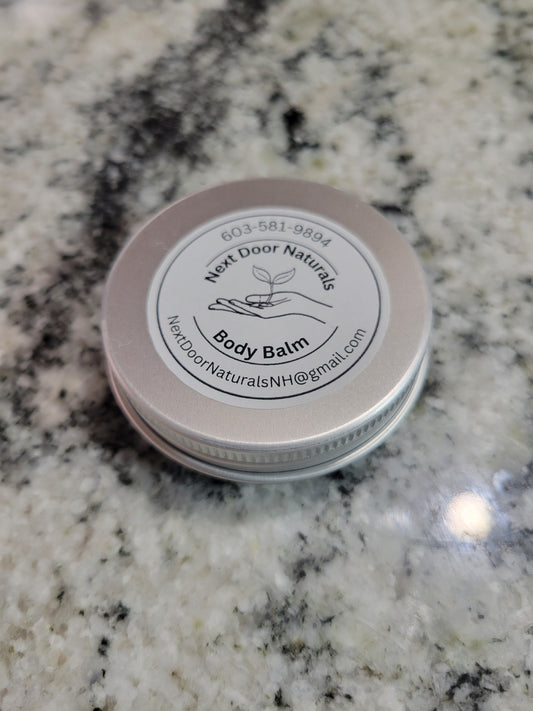 603-581-9894
Next Door Naturals
Body Balm
NextDoorNaturalsNH@gmail.com